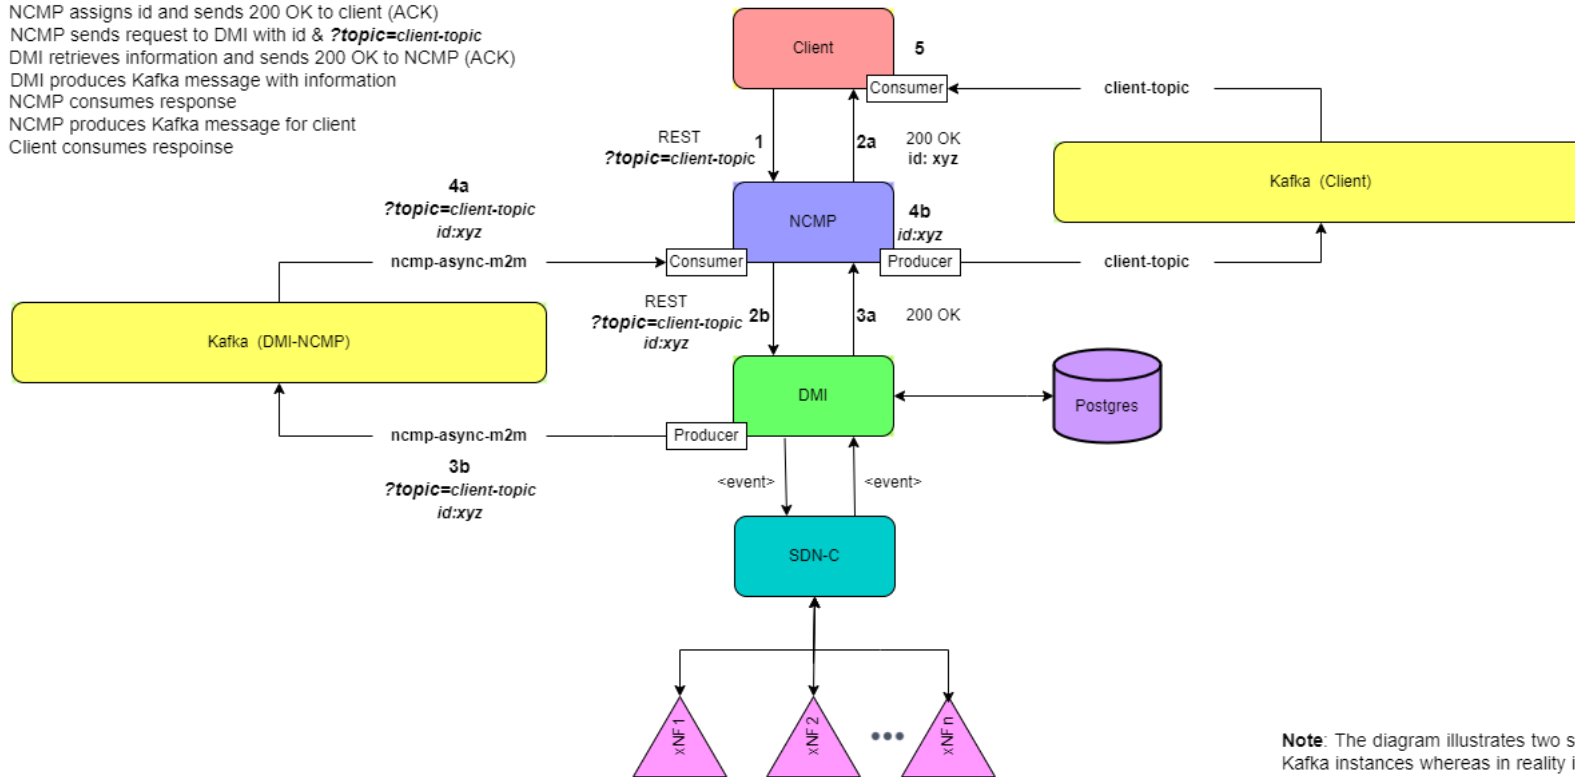 NCMP assigns id and sends 200 OK to client (ACK)
NCMP sends request to DMI with id & ?topic=client-topic
DMI retrieves information and sends 200 OK to NCMP (ACK)
DMI produces Kafka message with information
NCMP consumes response
NCMP produces Kafka message for client
Client consumes respoinse
Client
5
Consumer
client-topic
REST
?topic=client-topic
1
2a
200 OK
id: xyz
Kafka (Client)
4a
?topic=client-topic
id:xyz
NCMP
4b
id:xyz
ncmp-async-m2m
Consumer
Producer
client-topic
REST
?topic=client-topic
id:xyz
2b
3a
200 OK
Kafka (DMI-NCMP)
DMI
Postgres
ncmp-async-m2m
Producer
3b
?topic=client-topic
id:xyz
<event>
<event>
SDN-C
xNF1
xNF2
xNFn
Note: The diagram illustrates two s
Kafka instances whereas in reality i